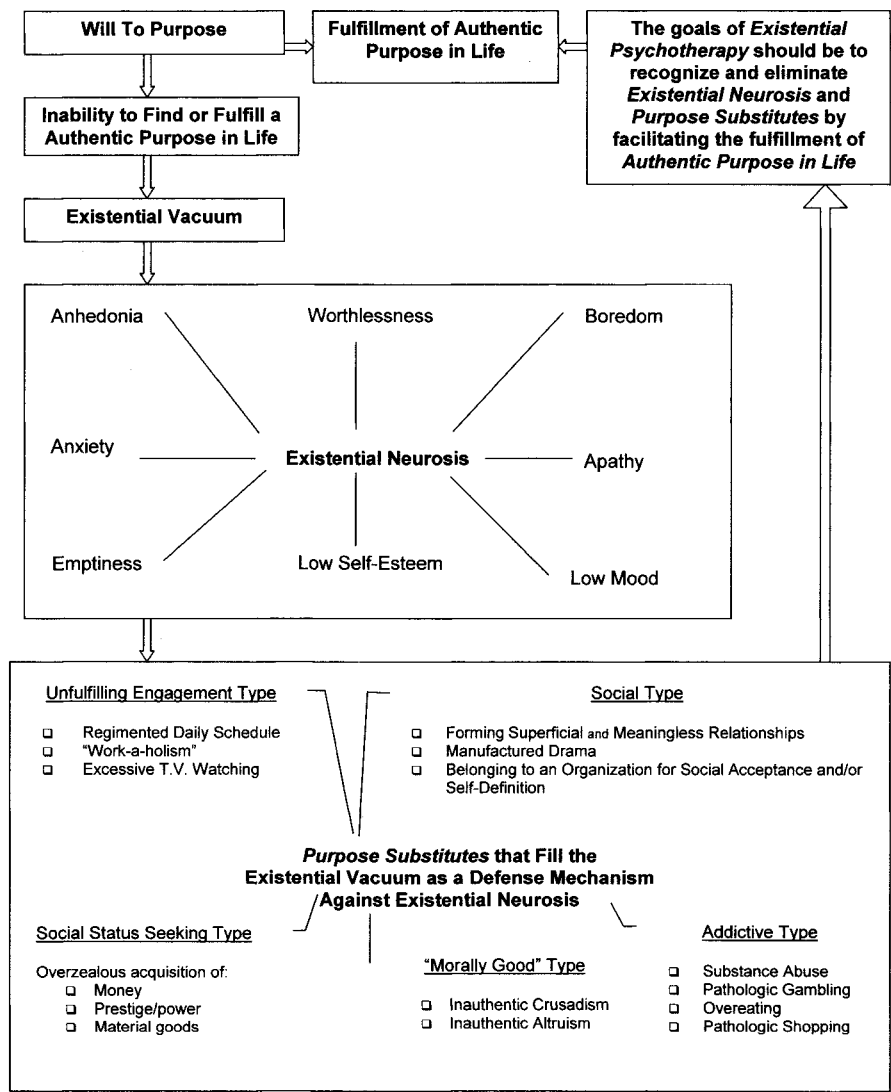 Will To Purpose
Fulfillment of Authentic
Purpose in Life
The goals of Existential
Psychotherapy should be to
recognize and eliminate
Existential Neurosis and
Purpose Substitutes by
facilitating the fulfillment of
Authentic Purpose in Life
Inability to Find or Fulfill a
Authentic Purpose in Life
Existential Vacuum
Anhedonia
Worthlessness
Boredom
Anxiety
Existential Neurosis
Apathy
Emptiness
Low Self-Esteem
Low Mood
Unfulfilling Engagement Type
Regimented Daily Schedule
"Work-a-holism"
Excessive T.V. Watching
Social Type
Forming Superficial and Meaningless Relationships
Manufactured Drama
Belonging to an Organization for Social Acceptance and/or
Self-Definition
Purpose Substitutes that Fill the
Existential Vacuum as a Defense Mechanism
Against Existential Neurosis
Social Status Seeking Type
Overzealous acquisition of:
Money
Prestige/power
Material goods
"Morally Good" Type
Inauthentic Crusadism
Inauthentic Altruism
Addictive Type
Substance Abuse
Pathologic Gambling
Overeating
Pathologic Shopping